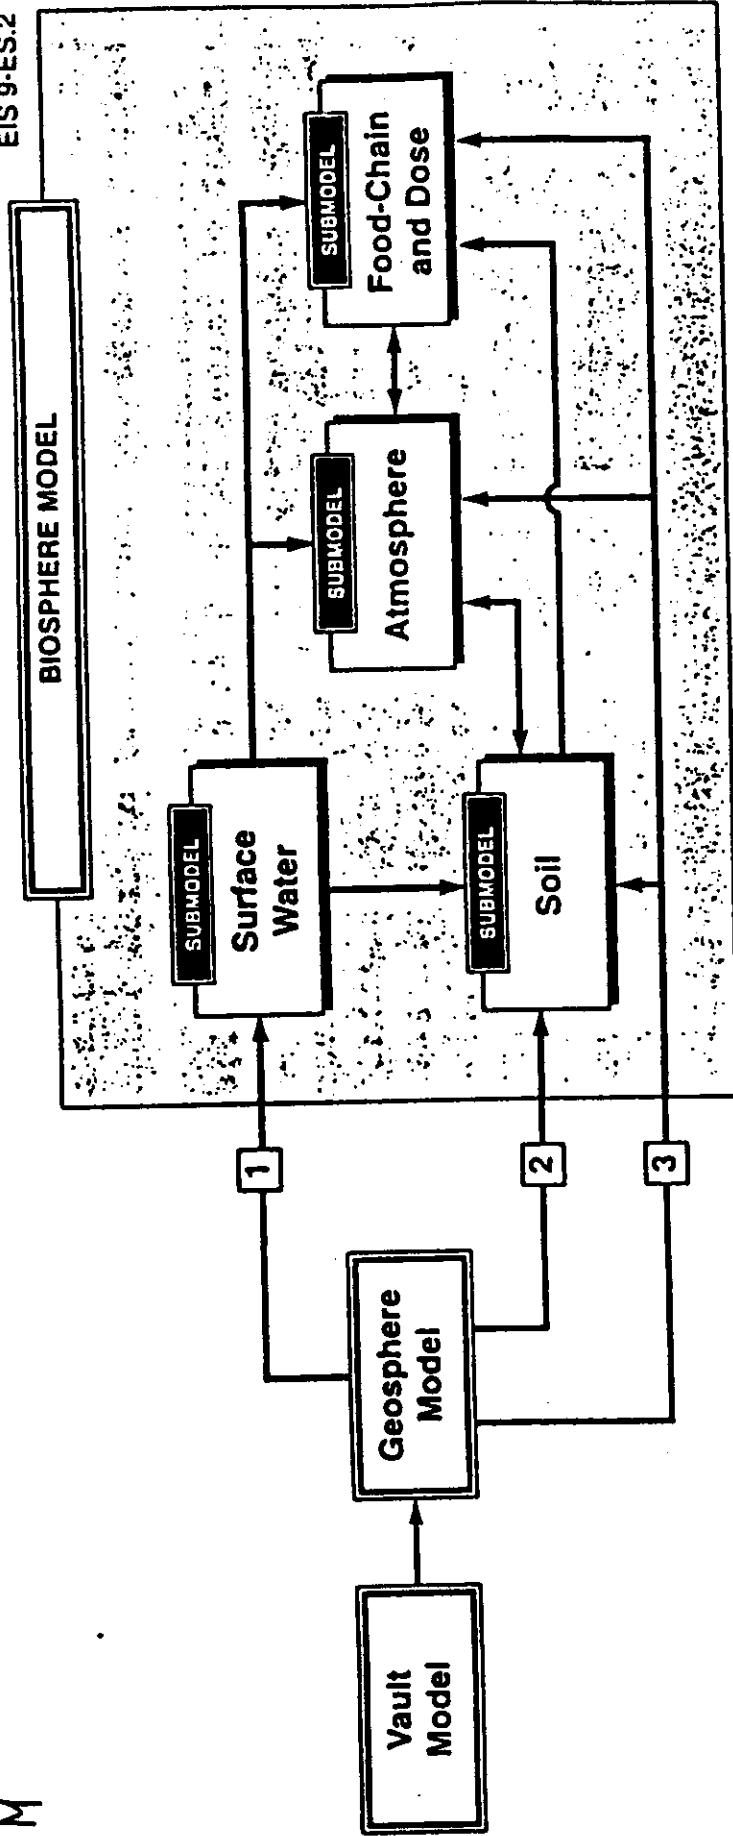 M
EIS 9-ES.2
BIOSPHERE MODEL
SUBMODEL
Surface
Water
SUBMODEL
Atmosphere
SUBMODEL
Food-Chain
and Dose
SUBMODEL
Soil
1
2
3
Geosphere
Model
Vault
Model